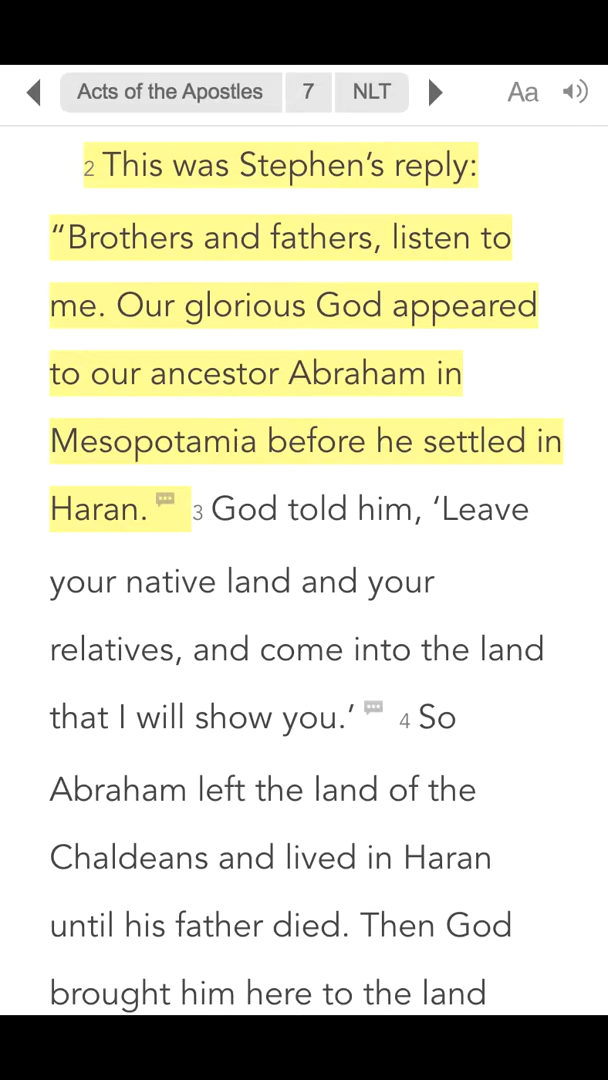 Acts of the Apostles 7 NLT Aa
2 This was Stephen’s reply:
“Brothers and fathers, listen to
me. Our glorious God appeared
to our ancestor Abraham in
Mesopotamia before he settled in
Haran. 3 God told him, ‘Leave
your native land and your
relatives, and come into the land
that I will show you.’ 4 So
Abraham left the land of the
Chaldeans and lived in Haran
until his father died. Then God
brought him here to the land